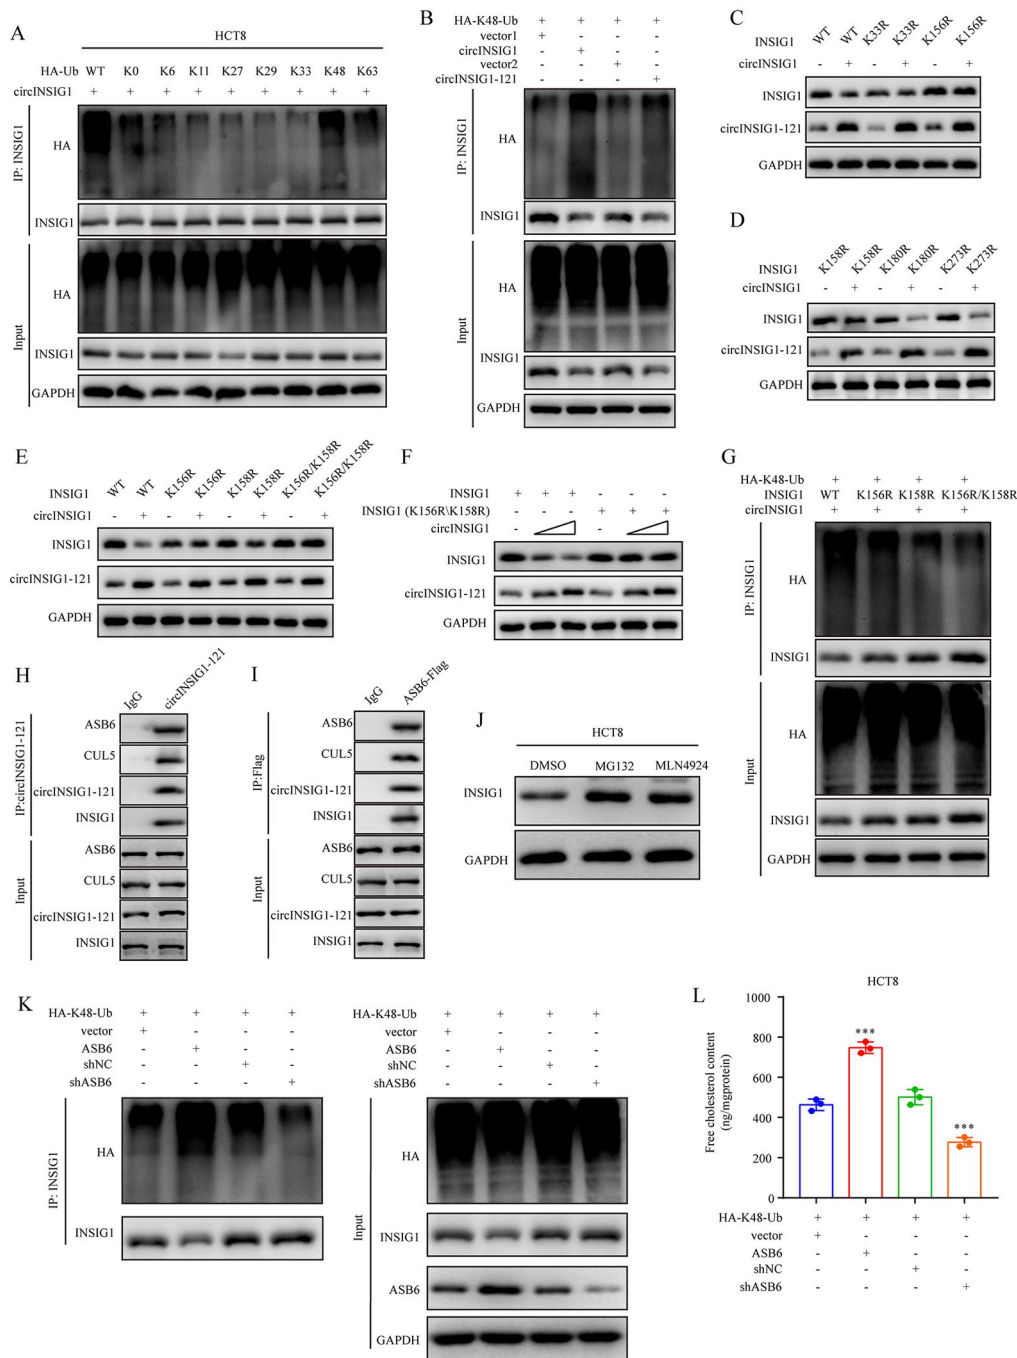 A
HCT8
HA-Ub WT K0 K6 K11 K27 K29 K33 K48 K63
circINSIG1 + + + + + + + + +
IP: INSIG1
HA
INSIG1
Input
HA
INSIG1
GAPDH
B
HA-K48-Ub + + + +
vector1 + - - -
circINSIG1 - + - -
vector2 - - + -
circINSIG1-121 - - - +
IP: INSIG1
HA
INSIG1
Input
HA
INSIG1
GAPDH
C
INSIG1 WT WT K33R K33R K156R K156R
circINSIG1 - + - + - +
INSIG1
circINSIG1-121
GAPDH
D
INSIG1 K158R K158R K180R K180R K273R K273R
circINSIG1 - + - + - +
INSIG1
circINSIG1-121
GAPDH
E
INSIG1 WT WT K156R K156R K158R K158R K156R/K158R K156R/K158R
circINSIG1 - + - + - + - +
INSIG1
circINSIG1-121
GAPDH
F
INSIG1 + + + - - -
INSIG1 (K156R\K158R) - - - + + +
circINSIG1 - -
INSIG1
circINSIG1-121
GAPDH
G
HA-K48-Ub + + + +
INSIG1 WT K156R K158R K156R/K158R
circINSIG1 + + + +
IP: INSIG1
HA
INSIG1
Input
HA
INSIG1
GAPDH
H
IgG circINSIG1-121
IP:circINSIG1-121
ASB6
CUL5
circINSIG1-121
INSIG1
Input
ASB6
CUL5
circINSIG1-121
INSIG1
I
IgG ASB6-Flag
IP:Flag
ASB6
CUL5
circINSIG1-121
INSIG1
Input
ASB6
CUL5
circINSIG1-121
INSIG1
J
HCT8
DMSO MG132 MLN4924
INSIG1
GAPDH
K
HA-K48-Ub + + + +
vector + - - -
ASB6 - + - -
shNC - - + -
shASB6 - - - +
IP: INSIG1
HA
INSIG1
HA-K48-Ub + + + +
vector + - - -
ASB6 - + - -
shNC - - + -
shASB6 - - - +
Input
HA
INSIG1
ASB6
GAPDH
L
HCT8
Free cholesterol content
(ng/mgprotein)
1000
800
600
400
200
0
***
***
HA-K48-Ub + + + +
vector + - - -
ASB6 - + - -
shNC - - + -
shASB6 - - - +